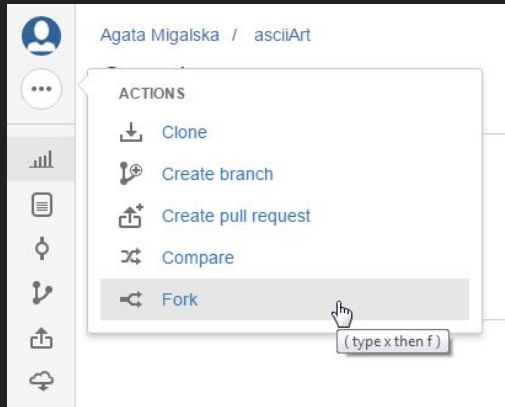 Agata Migalska / asciiArt
ACTIONS
Clone
Create branch
Create pull request
Compare
Fork
( type x then f )